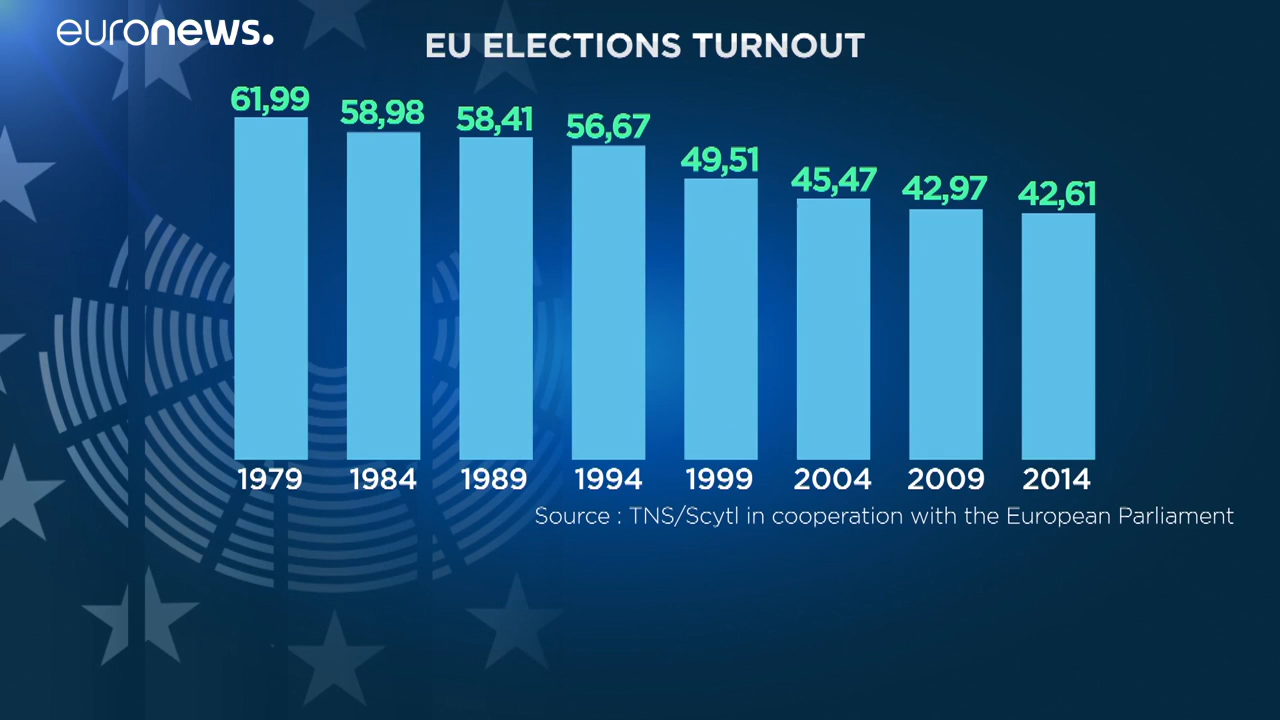 euronews.
EU ELECTIONS TURNOUT
61,99 58,98 58,41 56,67 49,51 45,47 42,97 42,61
1979 1984 1989 1994 1999 2004 2009 2014
Source : TNS/Scytl in cooperation with the European Parliament